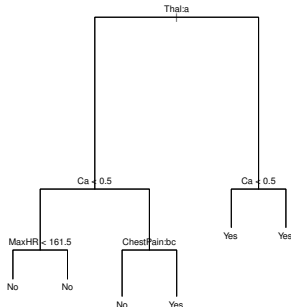 Thal:a
Ca < 0.5
Ca < 0.5
Yes
Yes
MaxHR < 161.5
ChestPain:bc
No
No
No
Yes